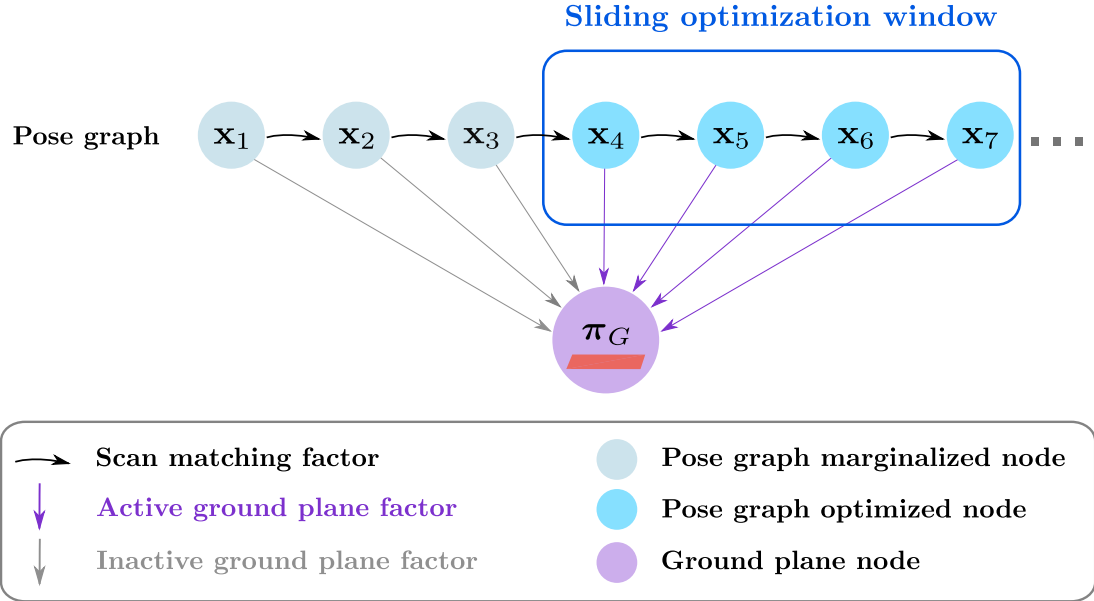 Sliding optimization window
Pose graph x₁ x₂ x₃ x₄ x₅ x₆ x₇ ...
π_G
Scan matching factor
Active ground plane factor
Inactive ground plane factor
Pose graph marginalized node
Pose graph optimized node
Ground plane node